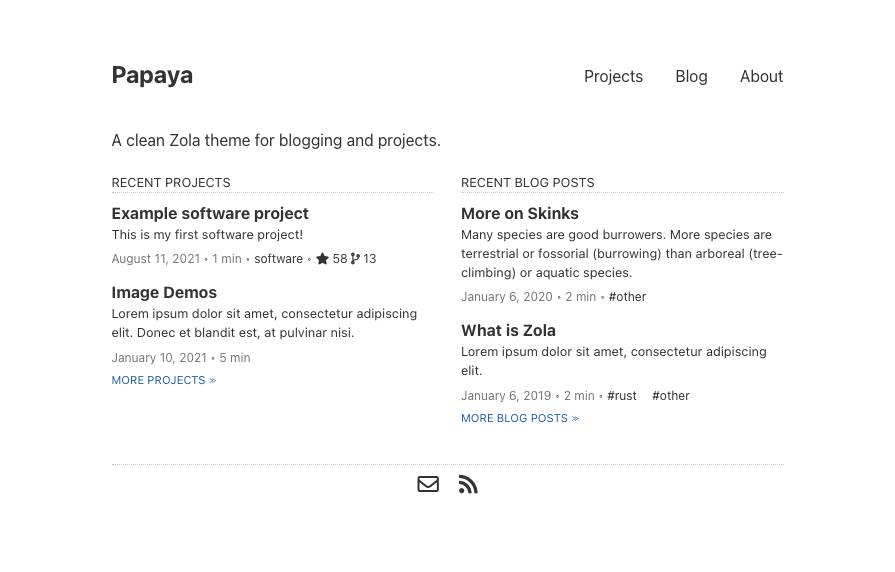 Papaya
Projects Blog About
A clean Zola theme for blogging and projects.
RECENT PROJECTS
Example software project
This is my first software project!
August 11, 2021 • 1 min • software • 58 13
Image Demos
Lorem ipsum dolor sit amet, consectetur adipiscing
elit. Donec et blandit est, at pulvinar nisi.
January 10, 2021 • 5 min
MORE PROJECTS »
RECENT BLOG POSTS
More on Skinks
Many species are good burrowers. More species are
terrestrial or fossorial (burrowing) than arboreal (tree-
climbing) or aquatic species.
January 6, 2020 • 2 min • #other
What is Zola
Lorem ipsum dolor sit amet, consectetur adipiscing
elit.
January 6, 2019 • 2 min • #rust #other
MORE BLOG POSTS »